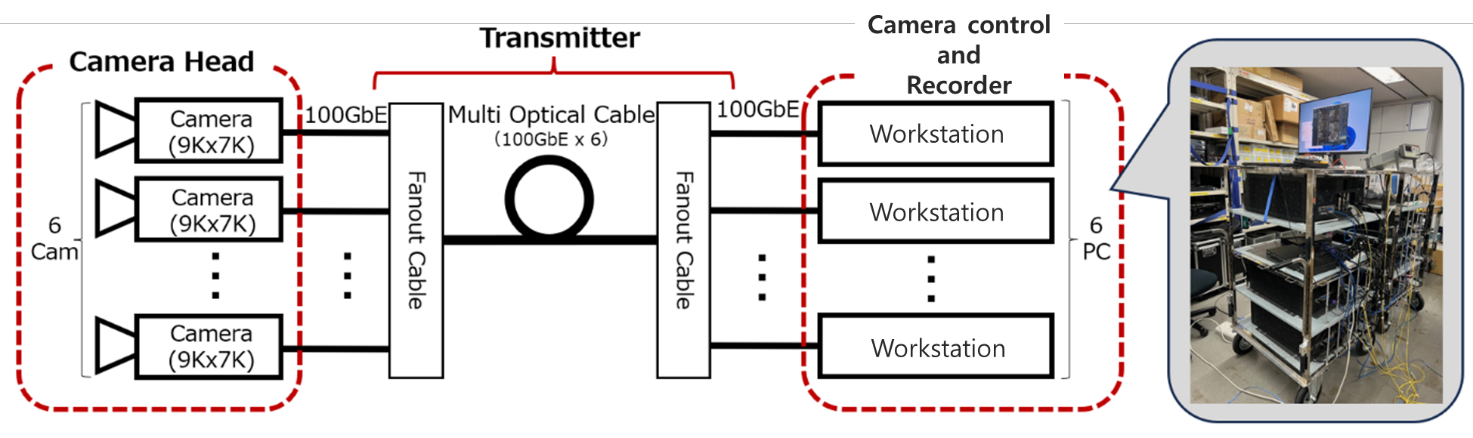 Camera Head
Transmitter
Camera control
and
Recorder
6
Cam
Camera
(9Kx7K)
Camera
(9Kx7K)
Camera
(9Kx7K)
100GbE
Fanout Cable
Multi Optical Cable
(100GbE x 6)
Fanout Cable
100GbE
Workstation
Workstation
Workstation
6
PC